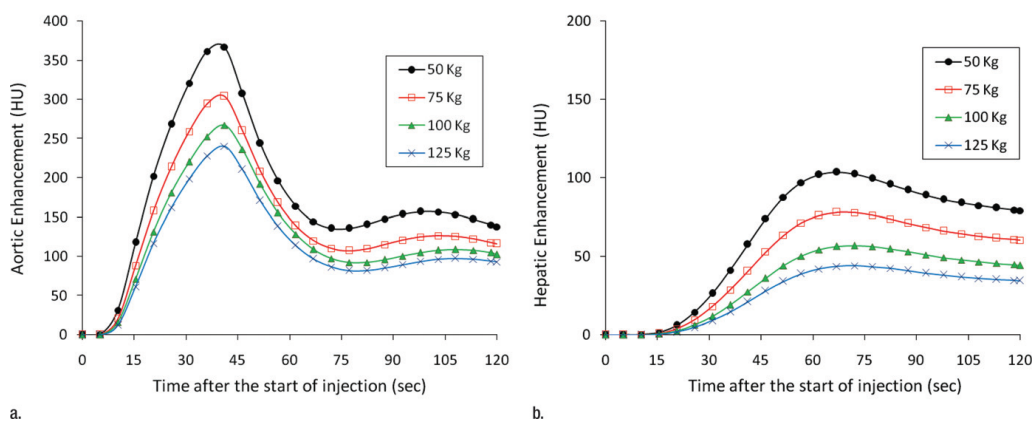 400
350
300
250
200
150
100
50
0
Aortic Enhancement (HU)
50 Kg
75 Kg
100 Kg
125 Kg
0 15 30 45 60 75 90 105 120
Time after the start of injection (sec)
a.
200
150
100
50
0
Hepatic Enhancement (HU)
50 Kg
75 Kg
100 Kg
125 Kg
0 15 30 45 60 75 90 105 120
Time after the start of injection (sec)
b.